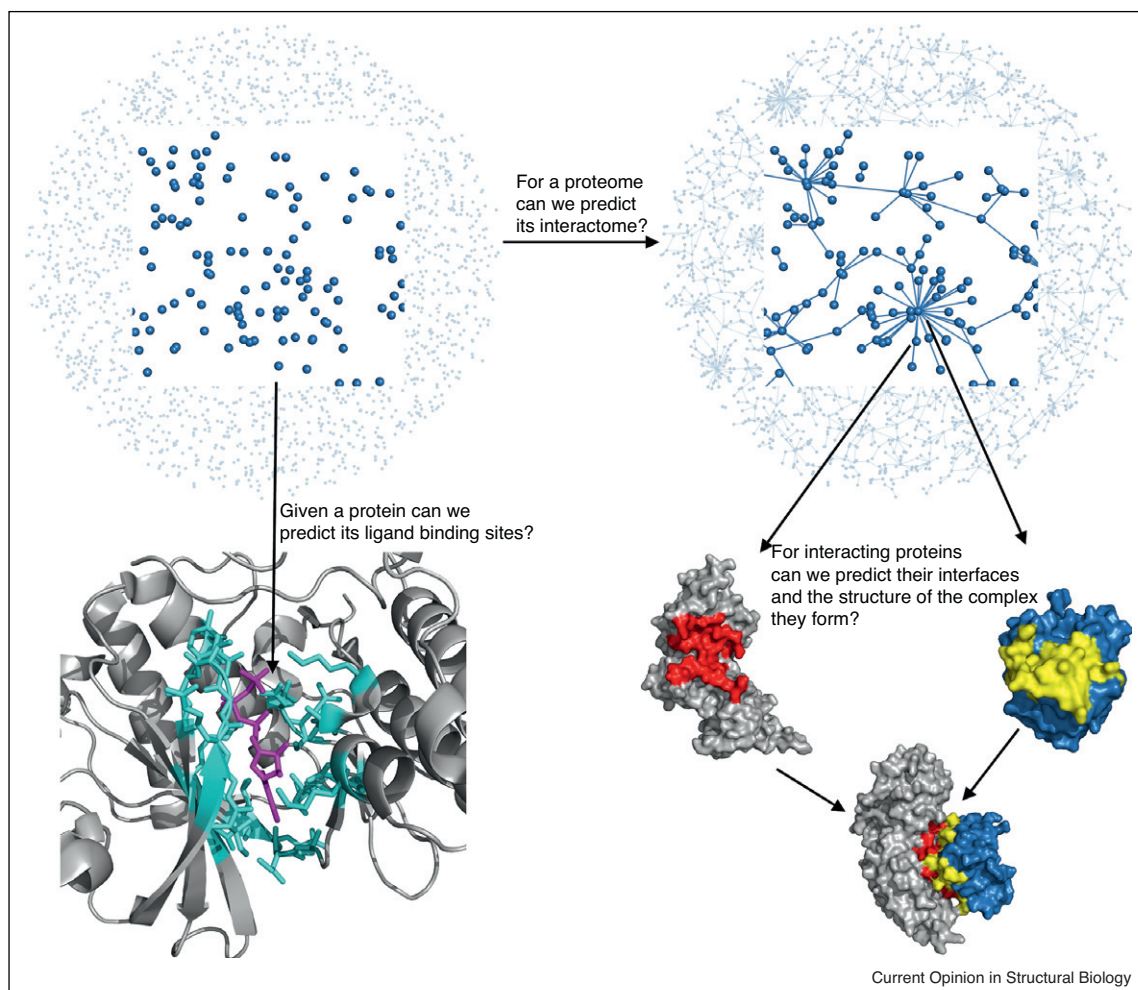 For a proteome
can we predict
its interactome?
Given a protein can we
predict its ligand binding sites?
For interacting proteins
can we predict their interfaces
and the structure of the complex
they form?
Current Opinion in Structural Biology